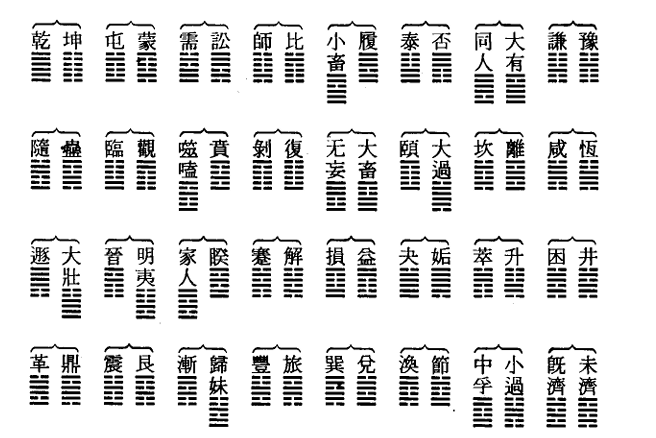 乾 坤 屯 蒙 需 訟 師 比 小畜 履 泰 否 同人 大有 謙 豫
隨 蠱 臨 觀 噬嗑 賁 剝 復 无妄 大畜 頤 大過 坎 離 咸 恆
遯 大壯 晉 明夷 家人 睽 蹇 解 損 益 夬 姤 萃 升 困 井
革 鼎 震 艮 漸 歸妹 豐 旅 巽 兌 渙 節 中孚 小過 旣濟 未濟